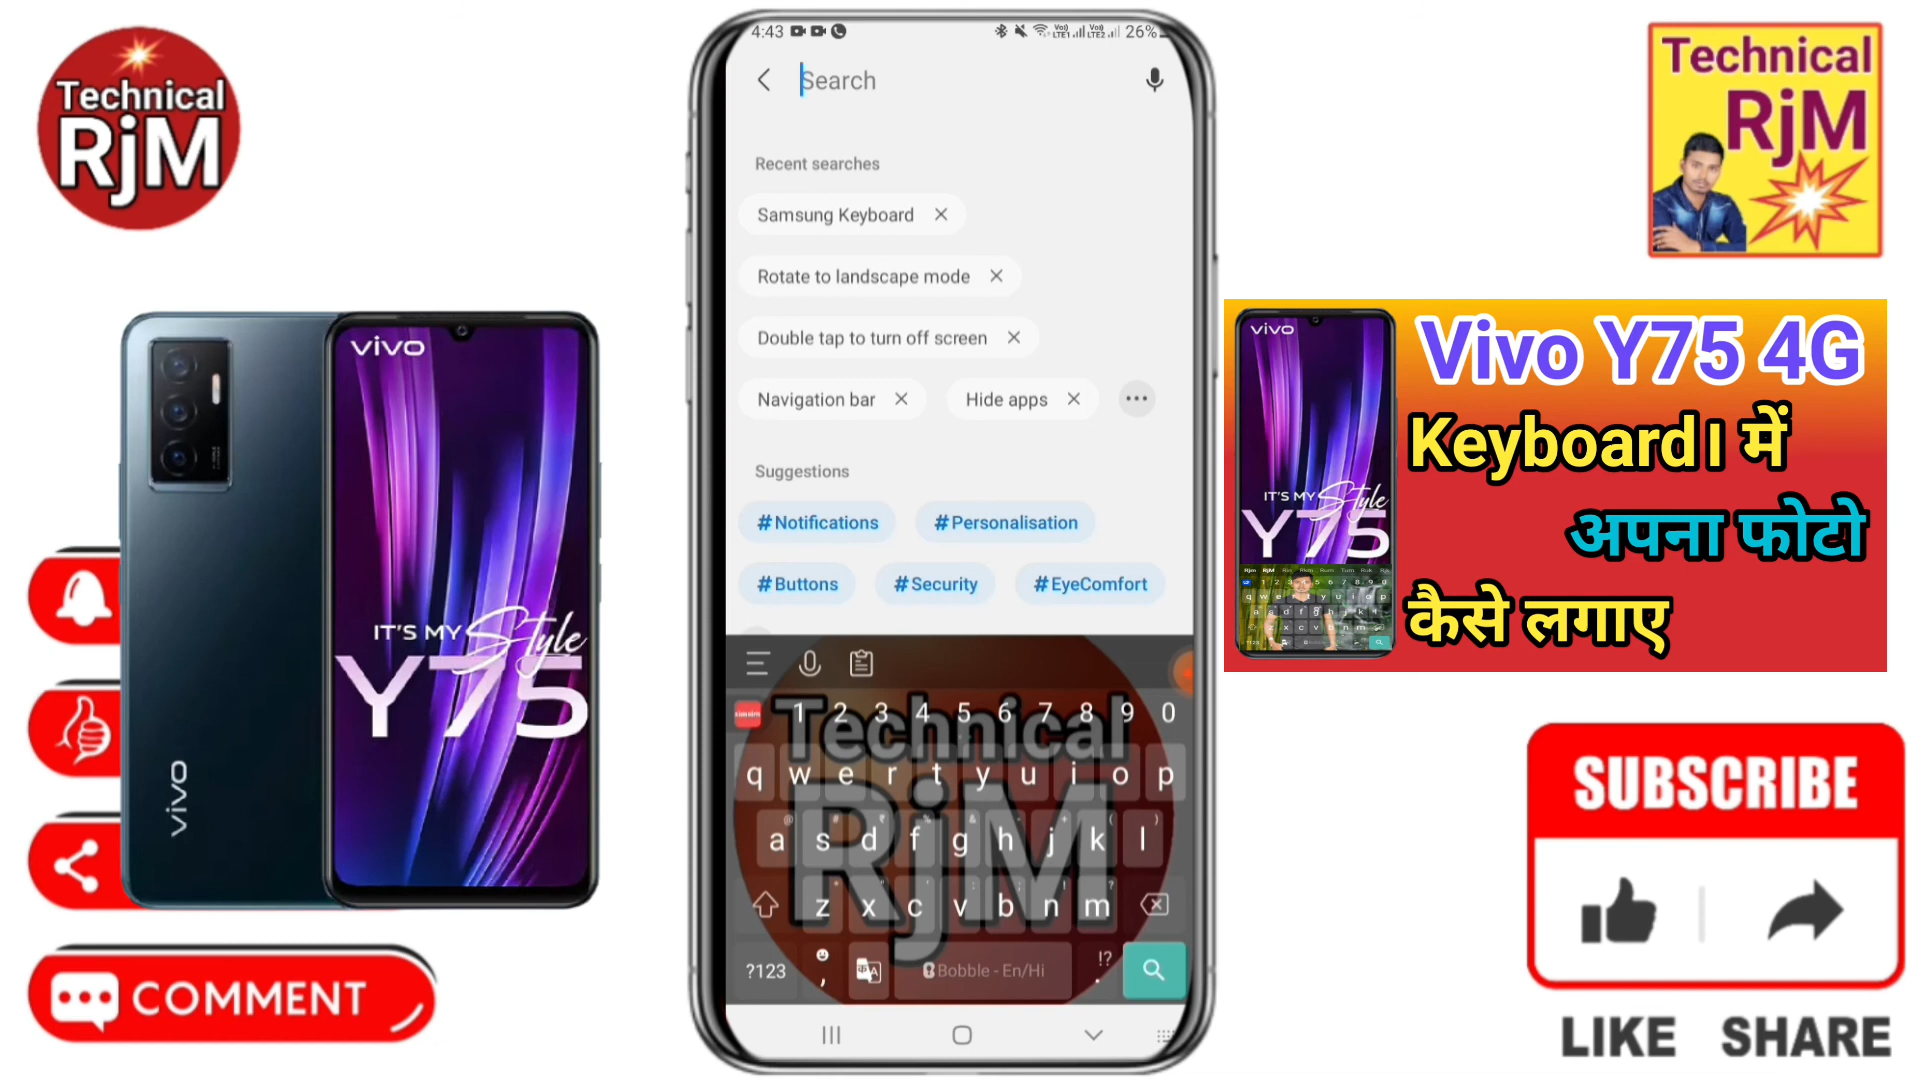 Technical
RjM
vivo
IT'S MY Style
Y75
vivo
COMMENT
4:43
26%
Search
Recent searches
Samsung Keyboard
Rotate to landscape mode
Double tap to turn off screen
Navigation bar
Hide apps
Suggestions
#Notifications
#Personalisation
#Buttons
#Security
#EyeComfort
Technical
RjM
1 2 3 4 5 6 7 8 9 0
q w e r t y u i o p
a s d f g h j k l
z x c v b n m
?123
,
Bobble - En/Hi
!?
.
Technical
RjM
vivo
IT'S MY Style
Y75
Vivo Y75 4G
Keyboard। में
अपना फोटो
कैसे लगाए
SUBSCRIBE
LIKE SHARE